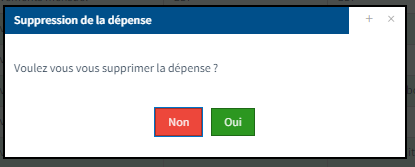 Suppression de la dépense
Voulez vous vous supprimer la dépense ?
Non
Oui